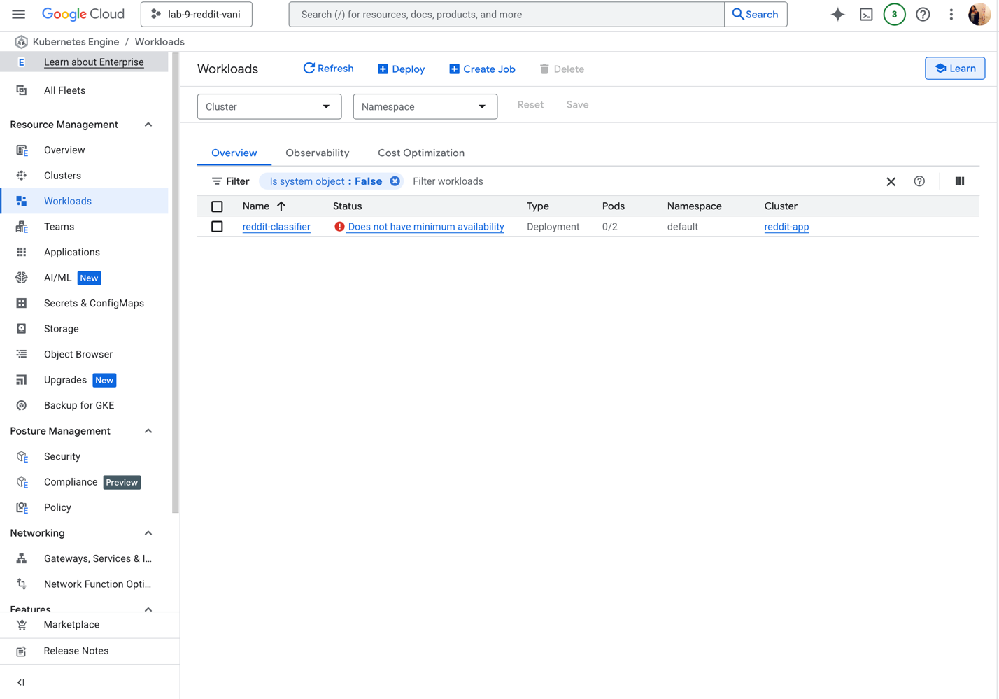 Google Cloud
lab-9-reddit-vani
Search (/) for resources, docs, products, and more
Search
3
Kubernetes Engine / Workloads
E Learn about Enterprise
All Fleets
Resource Management
Overview
Clusters
Workloads
Teams
Applications
AI/ML New
Secrets & ConfigMaps
Storage
Object Browser
Upgrades New
Backup for GKE
Posture Management
Security
Compliance Preview
Policy
Networking
Gateways, Services & I...
Network Function Opti...
Features
Marketplace
Release Notes
Workloads
Refresh
Deploy
Create Job
Delete
Learn
Cluster
Namespace
Reset
Save
Overview
Observability
Cost Optimization
Filter
Is system object : False
Filter workloads
Name Status Type Pods Namespace Cluster
reddit-classifier Does not have minimum availability Deployment 0/2 default reddit-app